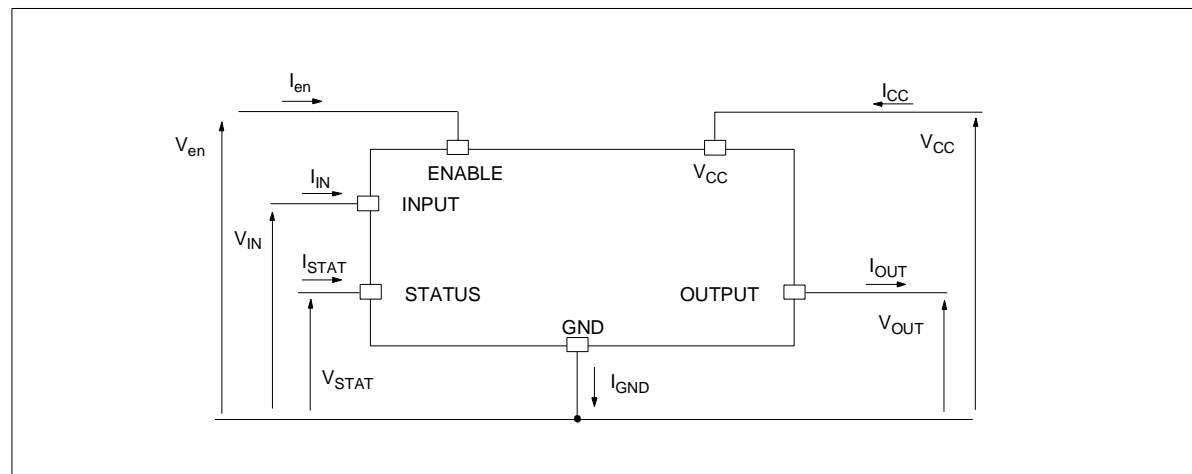 I_en
I_CC
V_en
V_CC
ENABLE
V_CC
I_IN
INPUT
V_IN
I_STAT
I_OUT
STATUS
OUTPUT
GND
V_OUT
V_STAT
I_GND